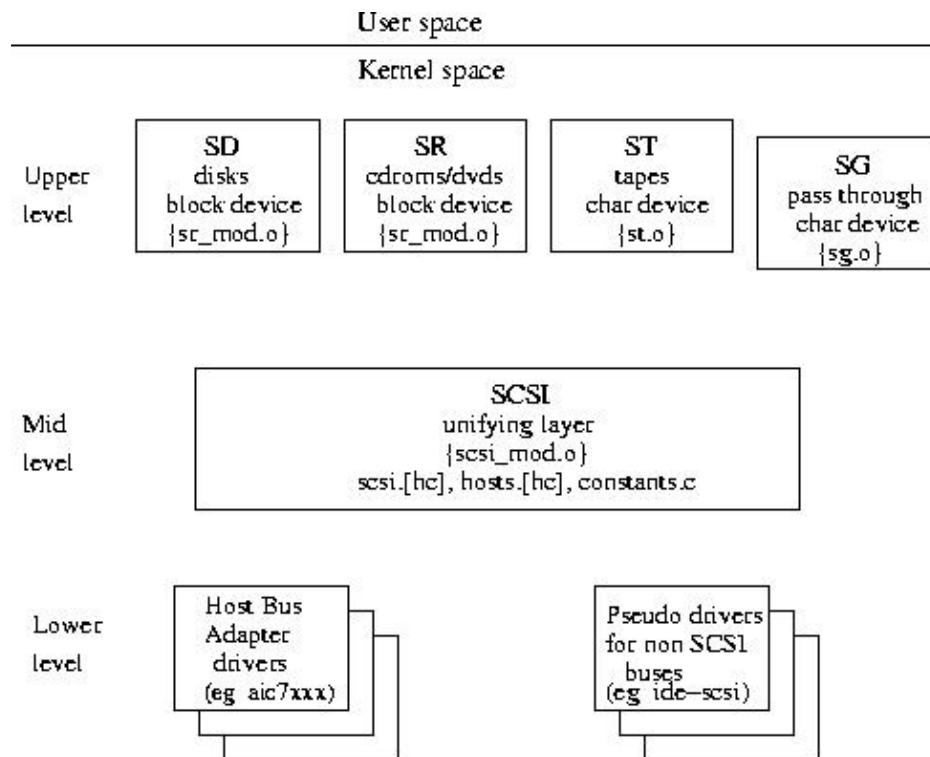 User space
Kernel space
Upper
level
SD
disks
block device
{sr_mod.o}
SR
cdroms/dvds
block device
{sr_mod.o}
ST
tapes
char device
{st.o}
SG
pass through
char device
{sg.o}
Mid
level
SCSI
unifying layer
{scsi_mod.o}
scsi.[hc], hosts.[hc], constants.c
Lower
level
Host Bus
Adapter
drivers
(eg aic7xxx)
Pseudo drivers
for non SCSI
buses
(eg ide-scsi)